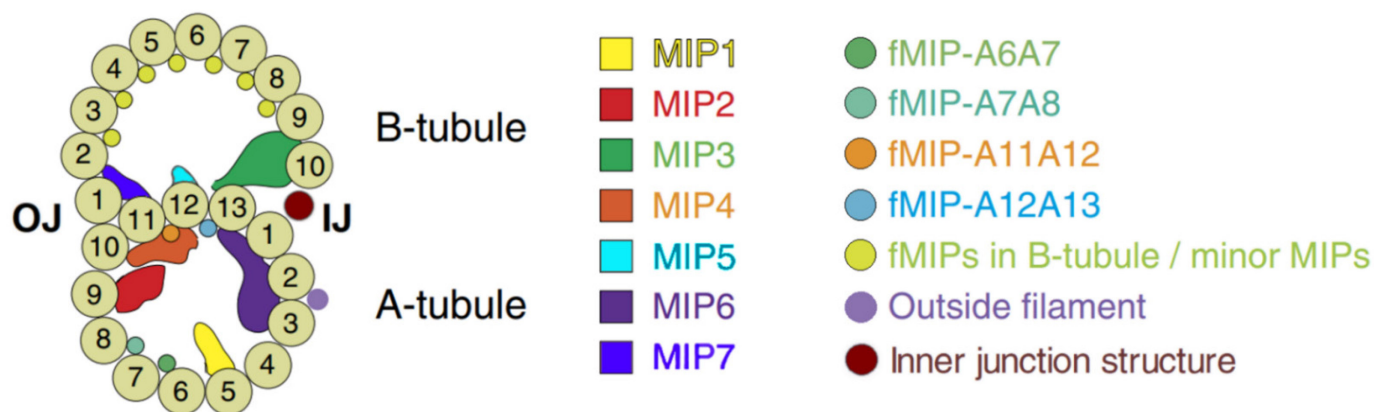 5 6 7
4 8
3 9
2 10
1 11 12 13 1
10 2
9 3
8 4
7 6 5
OJ
IJ
B-tubule
A-tubule
MIP1
MIP2
MIP3
MIP4
MIP5
MIP6
MIP7
fMIP-A6A7
fMIP-A7A8
fMIP-A11A12
fMIP-A12A13
fMIPs in B-tubule / minor MIPs
Outside filament
Inner junction structure